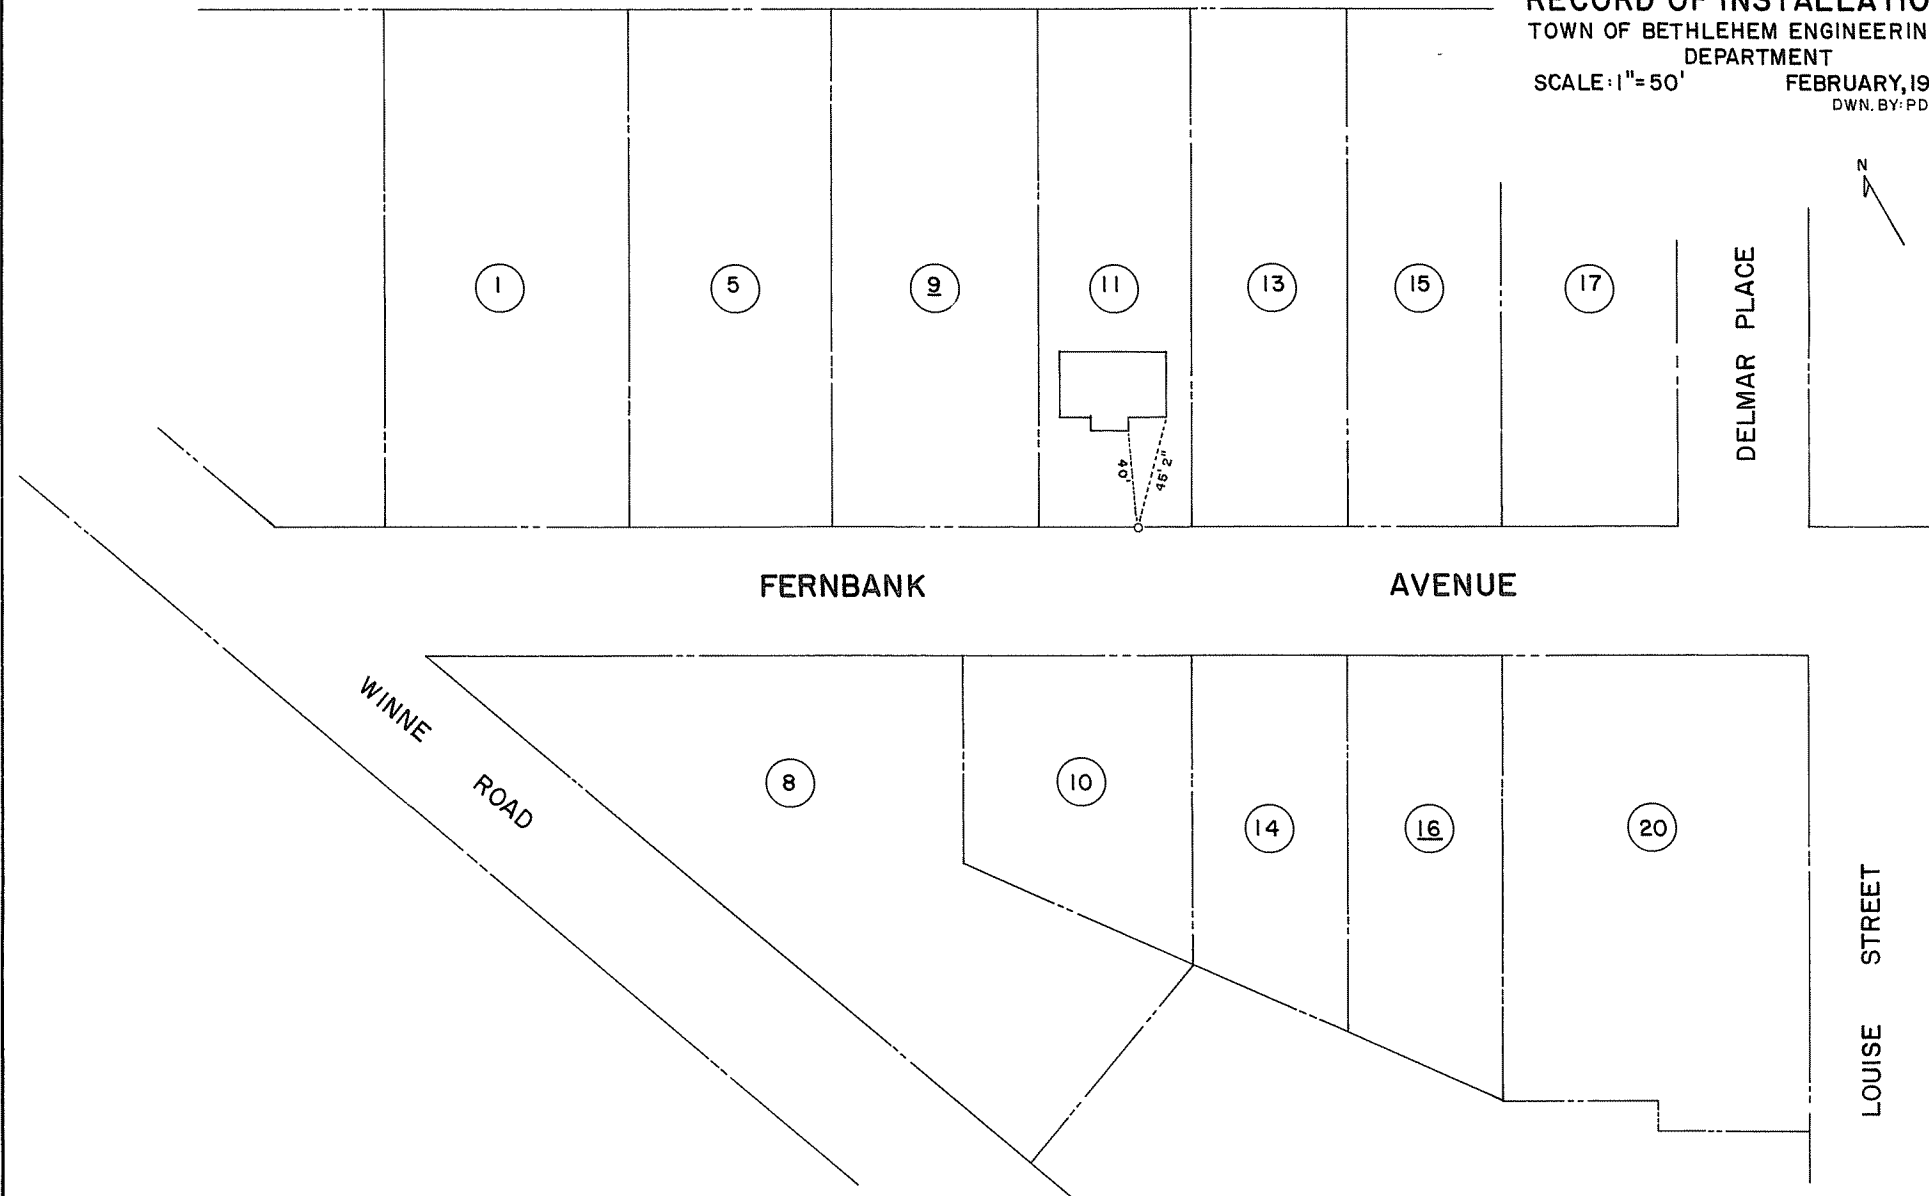 RECORD OF INSTALLATIO
TOWN OF BETHLEHEM ENGINEERIN
DEPARTMENT
SCALE: 1"=50' FEBRUARY, 19
DWN. BY: PD
N
1
5
9
11
13
15
17
DELMAR PLACE
40'
46' 2"
FERNBANK AVENUE
WINNE ROAD
8
10
14
16
20
LOUISE STREET